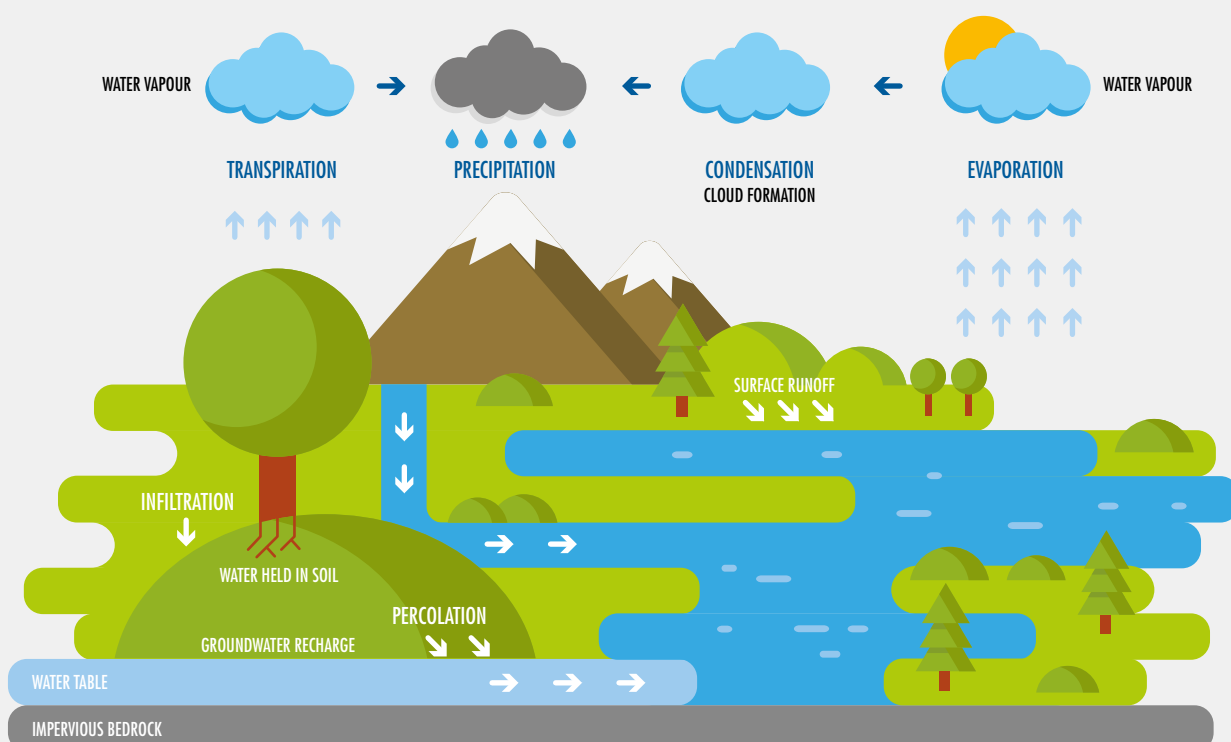 WATER VAPOUR
WATER VAPOUR
TRANSPIRATION
PRECIPITATION
CONDENSATION
CLOUD FORMATION
EVAPORATION
SURFACE RUNOFF
INFILTRATION
WATER HELD IN SOIL
PERCOLATION
GROUNDWATER RECHARGE
WATER TABLE
IMPERVIOUS BEDROCK